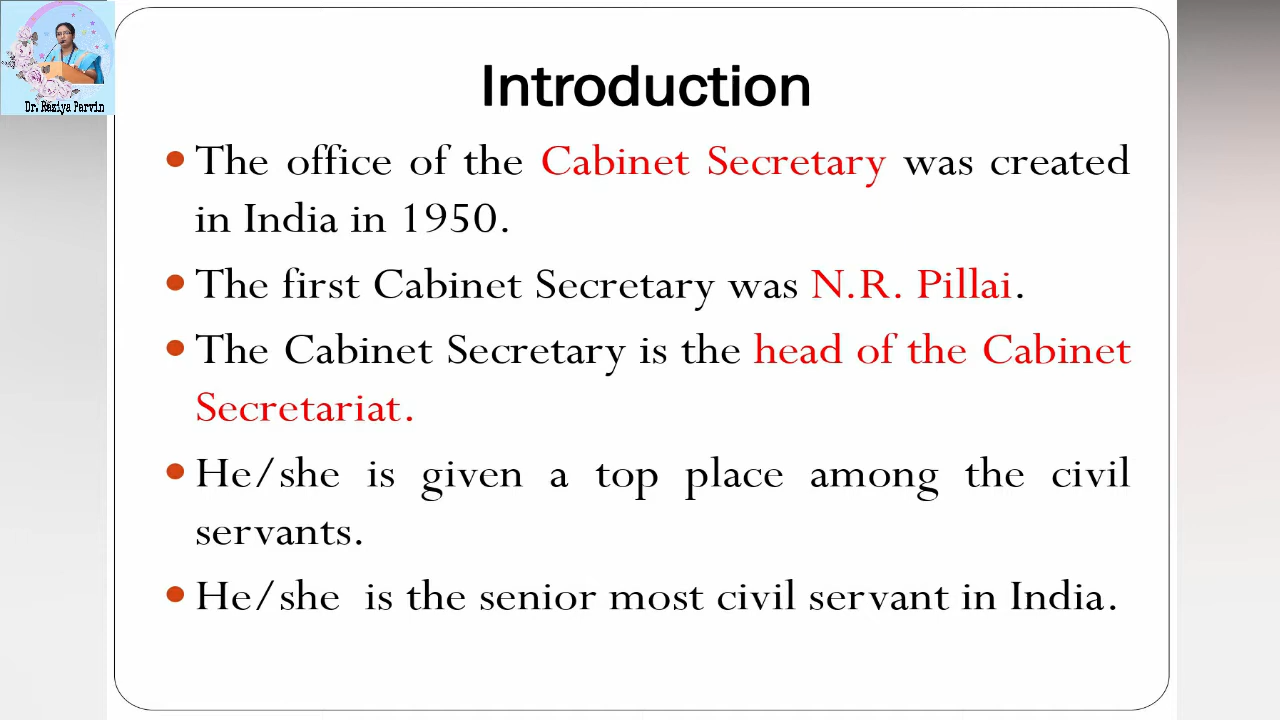 Dr. Raziya Parvin
Introduction
The office of the Cabinet Secretary was created
in India in 1950.
The first Cabinet Secretary was N.R. Pillai.
The Cabinet Secretary is the head of the Cabinet
Secretariat.
He/she is given a top place among the civil
servants.
He/she is the senior most civil servant in India.